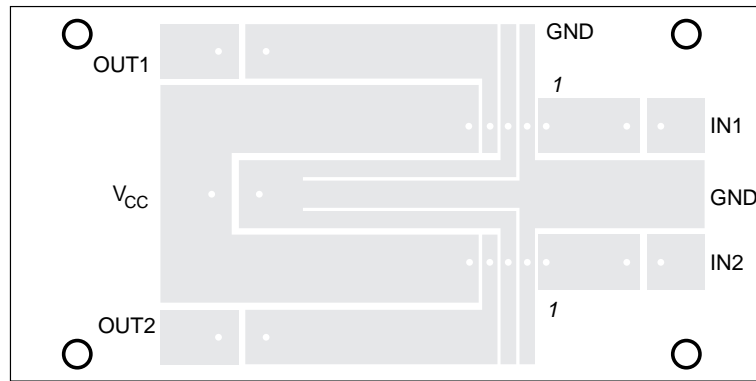 GND
OUT1
1
IN1
VCC
GND
IN2
1
OUT2